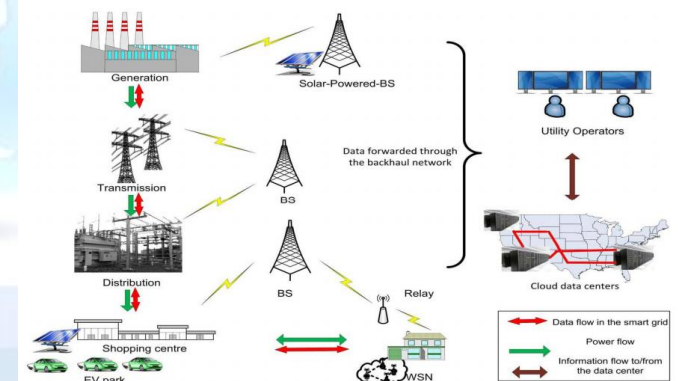 Generation
Solar-Powered-BS
Utility Operators
Data forwarded through
the backhaul network
Transmission
BS
Distribution
BS
Relay
Cloud data centers
Shopping centre
EV park
WSN
Data flow in the smart grid
Power flow
Information flow to/from
the data center